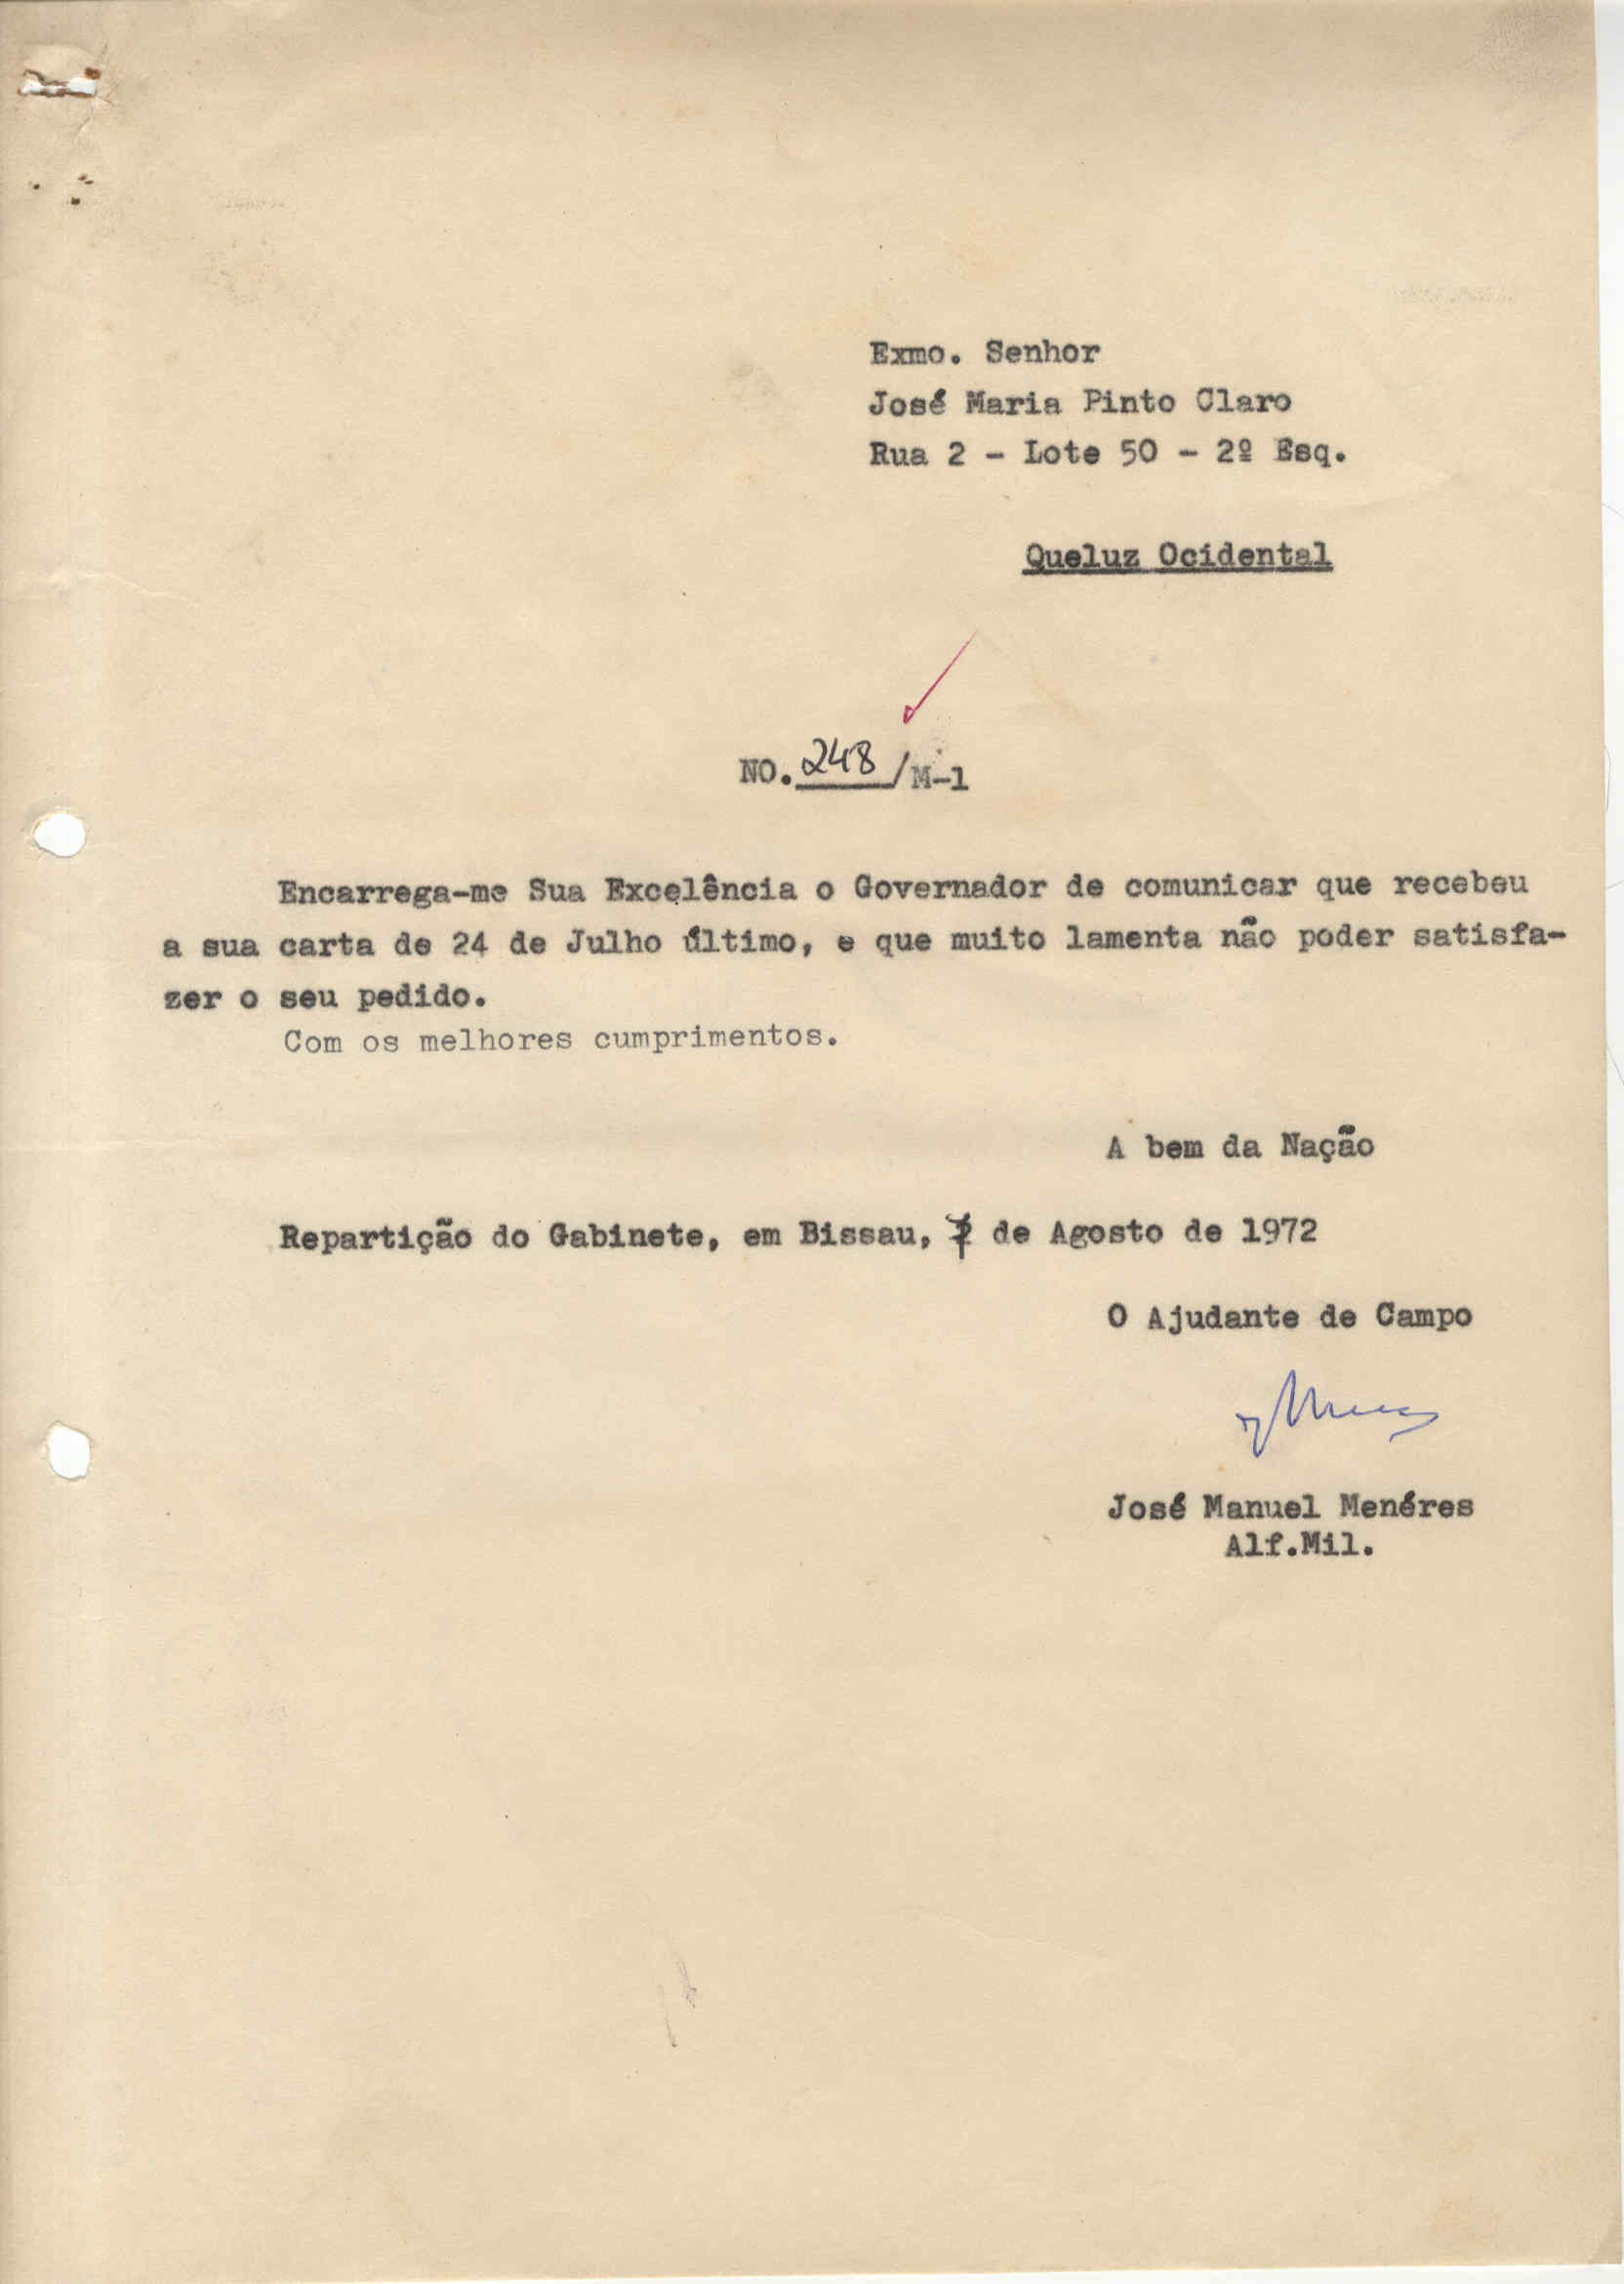 Exmo. Senhor
José Maria Pinto Claro
Rua 2 - Lote 50 - 2º Esq.
Queluz Ocidental
NO. 248/M-1
Encarrega-me Sua Excelência o Governador de comunicar que recebeu
a sua carta de 24 de Julho último, e que muito lamenta não poder satisfa-
zer o seu pedido.
Com os melhores cumprimentos.
A bem da Nação
Repartição do Gabinete, em Bissau, de Agosto de 1972
O Ajudante de Campo
José Manuel Menéres
Alf.Mil.